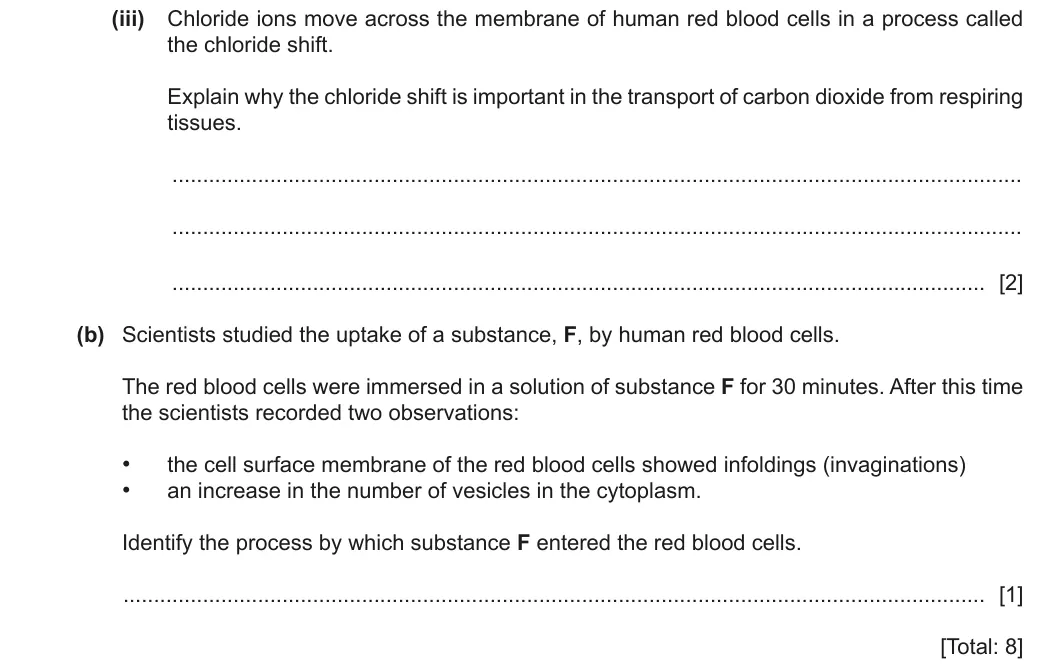 (iii) Chloride ions move across the membrane of human red blood cells in a process called
the chloride shift.
Explain why the chloride shift is important in the transport of carbon dioxide from respiring
tissues.
..........................................................................................................................................
..........................................................................................................................................
.................................................................................................................................... [2]
(b) Scientists studied the uptake of a substance, F, by human red blood cells.
The red blood cells were immersed in a solution of substance F for 30 minutes. After this time
the scientists recorded two observations:
• the cell surface membrane of the red blood cells showed infoldings (invaginations)
• an increase in the number of vesicles in the cytoplasm.
Identify the process by which substance F entered the red blood cells.
............................................................................................................................................ [1]
[Total: 8]